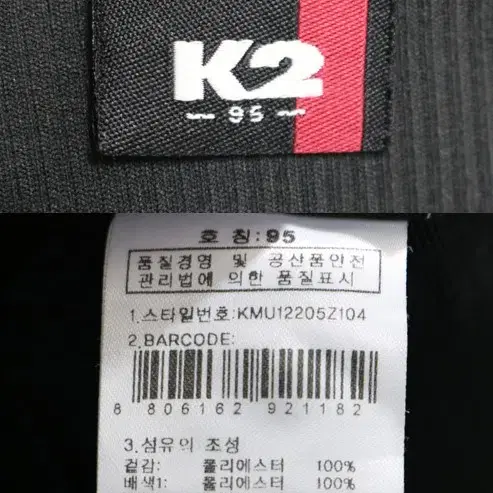 K2
- 95 -
호 칭:95
품질경영 및 공산품안전
관리법에 의한 품질표시
1.스타일번호:KMU12205Z104
2.BARCODE:
8 806162 921182
3.섬유의 조성
겉감: 폴리에스터 100%
배색1: 폴리에스터 100%